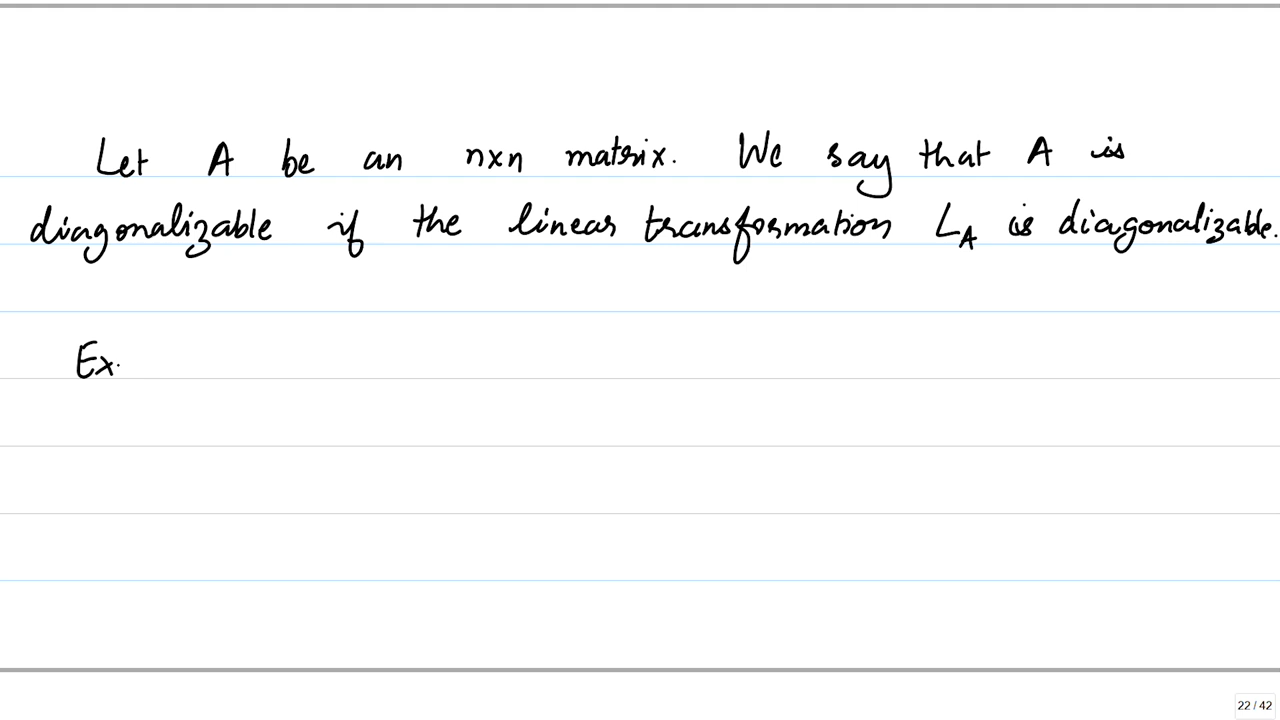 Let A be an n×n matrix. We say that A is
diagonalizable if the linear transformation L_A is diagonalizable.
Ex.
22 / 42